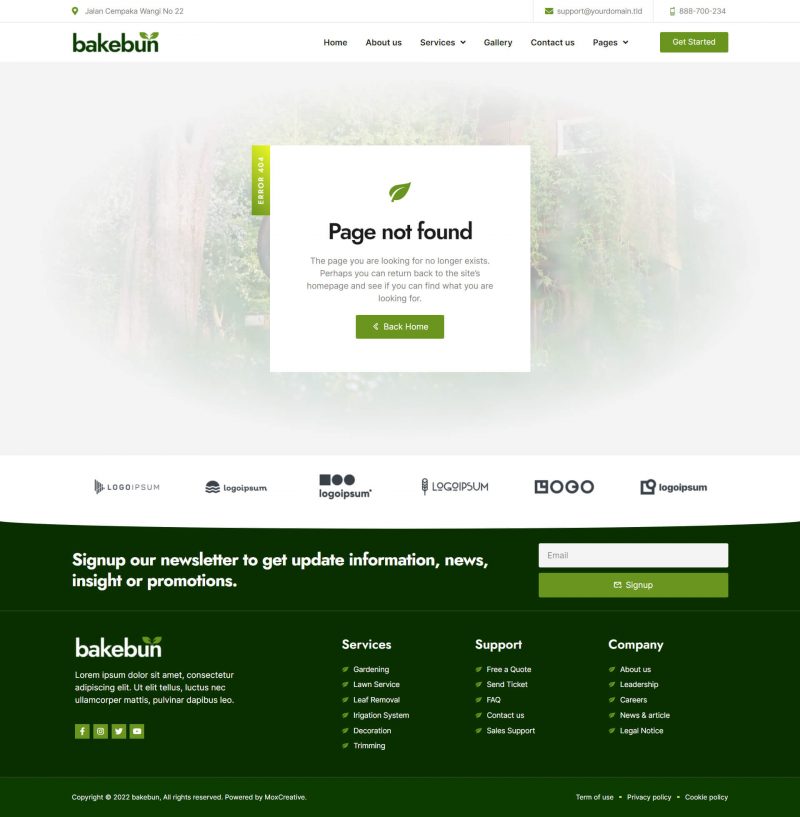 Jalan Cempaka Wangi No 22
support@yourdomain.tld
888-700-234
bakebun
Home
About us
Services
Gallery
Contact us
Pages
Get Started
ERROR 404
Page not found
The page you are looking for no longer exists.
Perhaps you can return back to the site's
homepage and see if you can find what you are
looking for.
Back Home
LOGOIPSUM
logoipsum
logoipsum
LOGOIPSUM
LOGO
logoipsum
Signup our newsletter to get update information, news,
insight or promotions.
Email
Signup
bakebun
Lorem ipsum dolor sit amet, consectetur
adipiscing elit. Ut elit tellus, luctus nec
ullamcorper mattis, pulvinar dapibus leo.
Services
Gardening
Lawn Service
Leaf Removal
Irigation System
Decoration
Trimming
Support
Free a Quote
Send Ticket
FAQ
Contact us
Sales Support
Company
About us
Leadership
Careers
News & article
Legal Notice
Copyright © 2022 bakebun, All rights reserved. Powered by MoxCreative.
Term of use
Privacy policy
Cookie policy